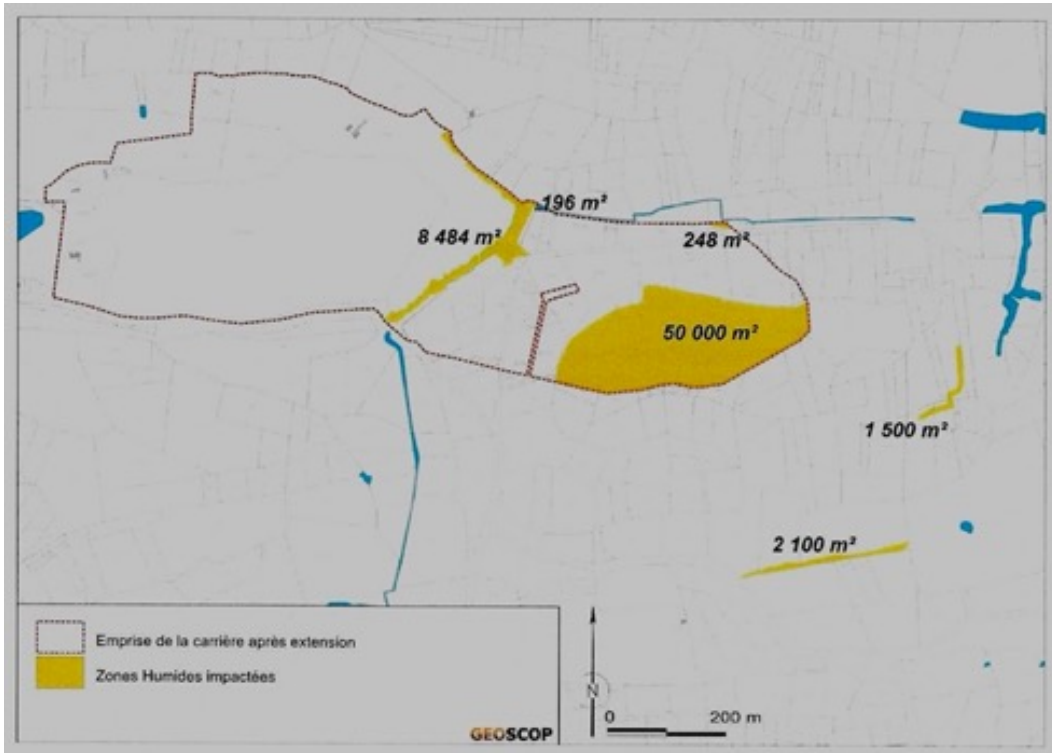 196 m²
8 484 m²
248 m²
50 000 m²
1 500 m²
2 100 m²
Emprise de la carrière après extension
Zones Humides impactées
GEOSCOP
N
0 200 m